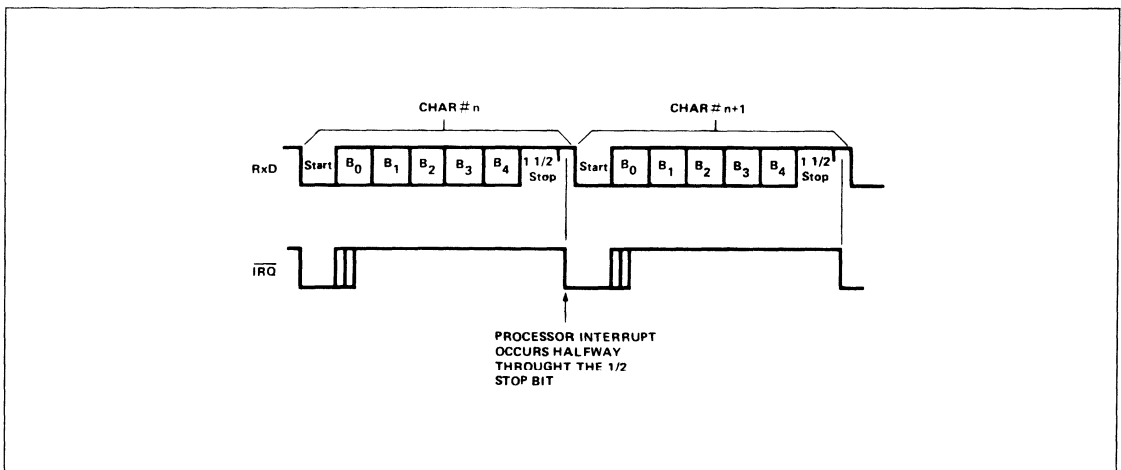 CHAR # n CHAR # n+1
RxD Start B0 B1 B2 B3 B4 1 1/2 Stop Start B0 B1 B2 B3 B4 1 1/2 Stop
IRQ
PROCESSOR INTERRUPT
OCCURS HALFWAY
THROUGHT THE 1/2
STOP BIT